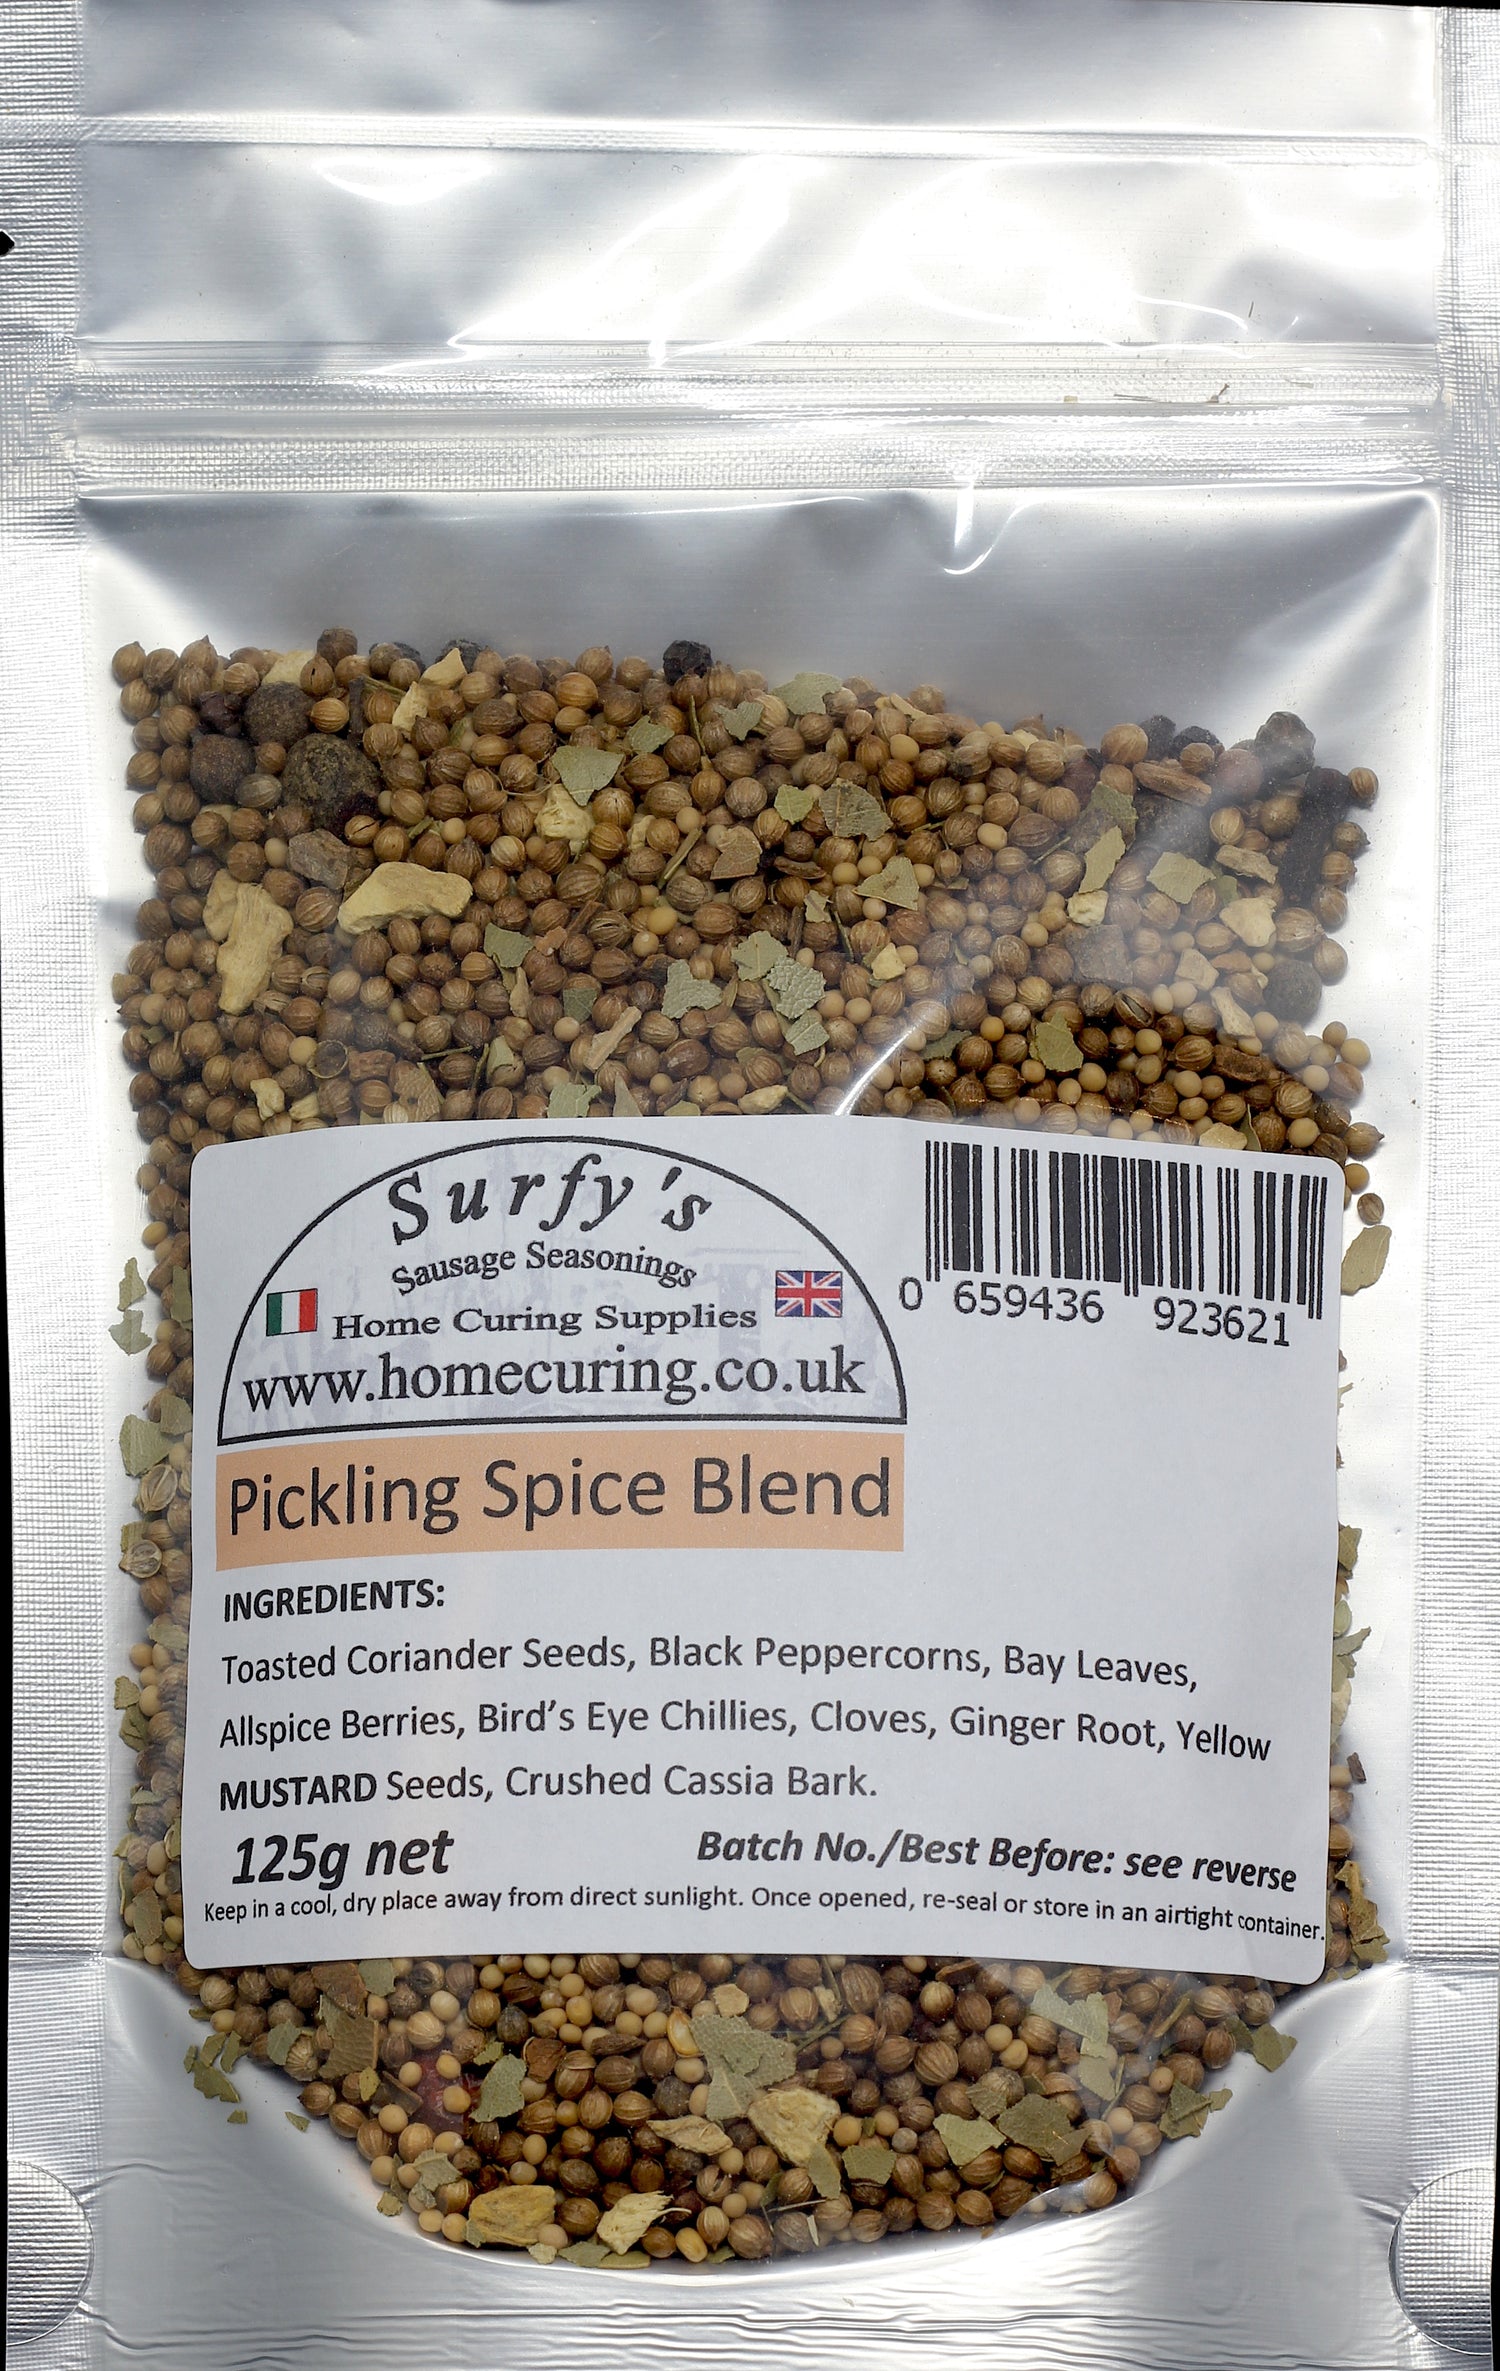 Surfy's
Sausage Seasonings
Home Curing Supplies
www.homecuring.co.uk
0 659436 923621
Pickling Spice Blend
INGREDIENTS:
Toasted Coriander Seeds, Black Peppercorns, Bay Leaves,
Allspice Berries, Bird's Eye Chillies, Cloves, Ginger Root, Yellow
MUSTARD Seeds, Crushed Cassia Bark.
125g net
Batch No./Best Before: see reverse
Keep in a cool, dry place away from direct sunlight. Once opened, re-seal or store in an airtight container.